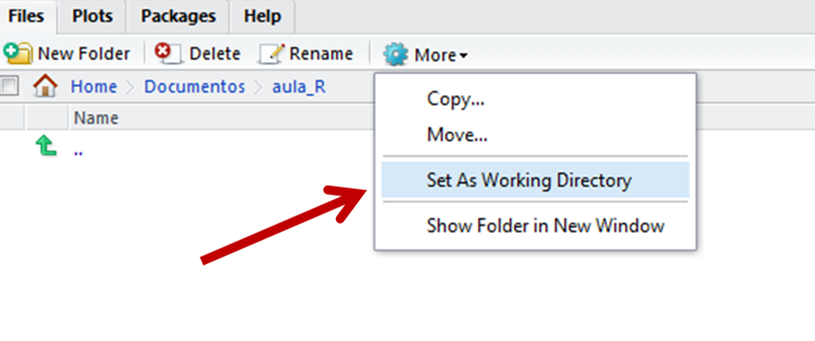 Files Plots Packages Help
New Folder Delete Rename More
Home Documentos aula_R
Name
..
Copy...
Move...
Set As Working Directory
Show Folder in New Window